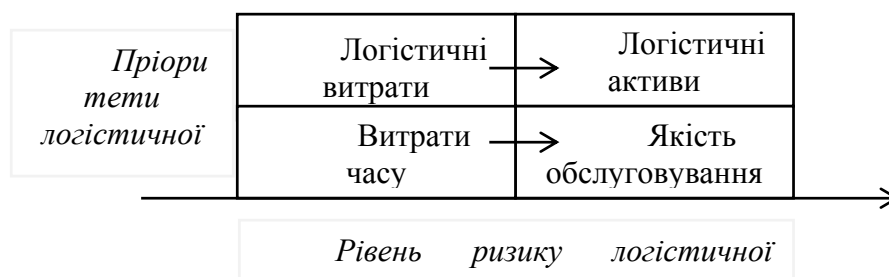 Пріори
тети
логістичної
Логістичні
витрати
Логістичні
активи
Витрати
часу
Якість
обслуговування
Рівень ризику логістичної